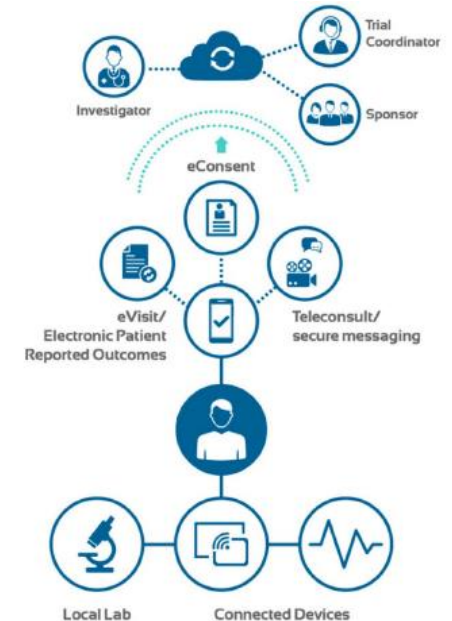 Trial
Coordinator
Investigator
Sponsor
eConsent
eVisit/
Electronic Patient
Reported Outcomes
Teleconsult/
secure messaging
Local Lab
Connected Devices